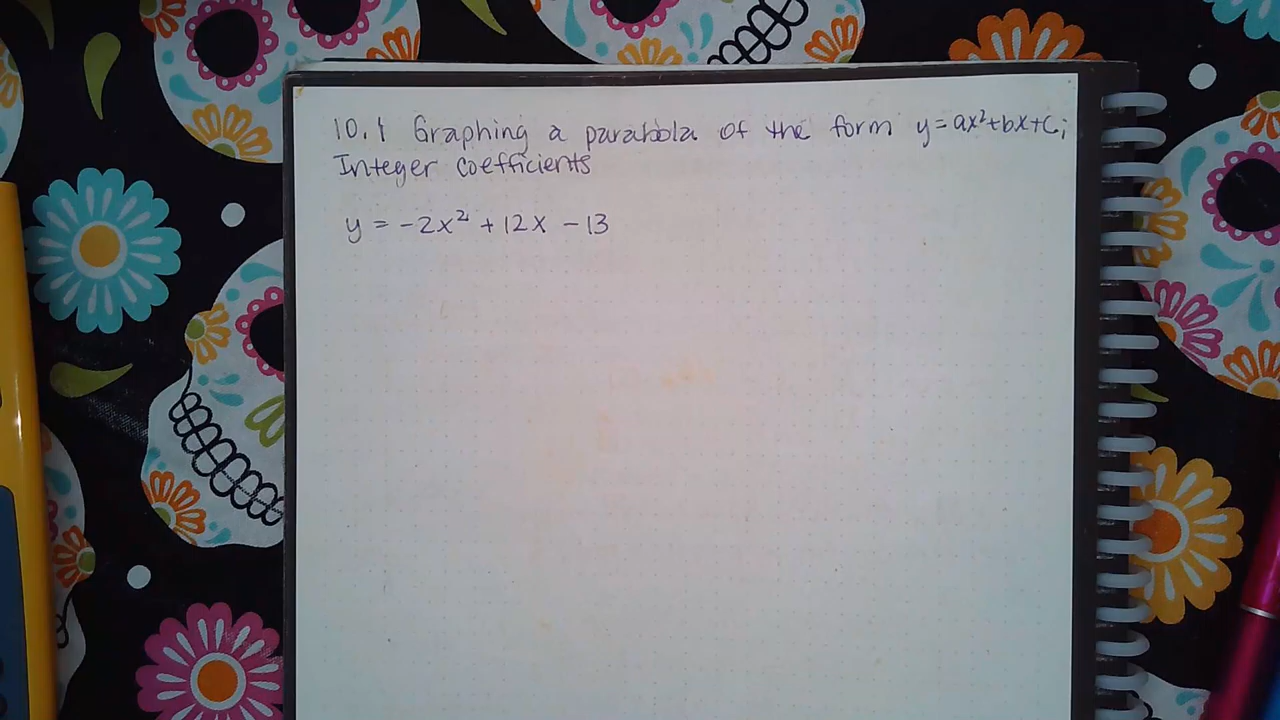 10.1 Graphing a parabola of the form y=ax²+bx+c;
Integer coefficients
y = -2x² + 12x - 13